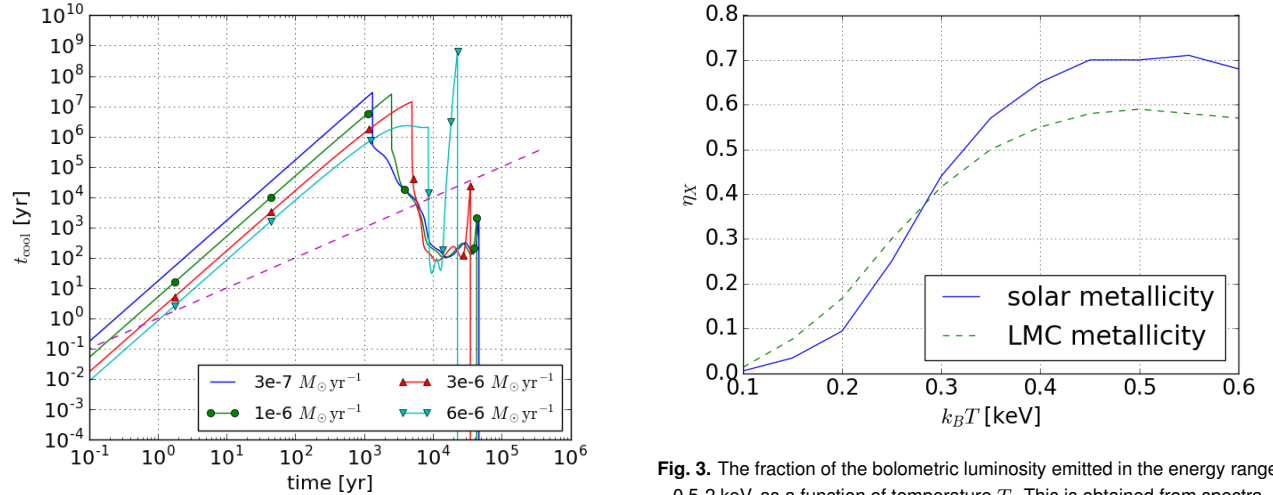 10^10
10^9
10^8
10^7
10^6
10^5
10^4
10^3
10^2
10^1
10^0
10^-1
10^-2
10^-3
10^-4
t_cool [yr]
3e-7 M_⊙ yr^-1
1e-6 M_⊙ yr^-1
3e-6 M_⊙ yr^-1
6e-6 M_⊙ yr^-1
10^-1 10^0 10^1 10^2 10^3 10^4 10^5 10^6
time [yr]
0.8
0.7
0.6
0.5
0.4
0.3
0.2
0.1
0.0
η_X
solar metallicity
LMC metallicity
0.1 0.2 0.3 0.4 0.5 0.6
k_B T [keV]
Fig. 3. The fraction of the bolometric luminosity emitted in the energy range
0.5-2 keV, as a function of temperature T. This is obtained from spectra